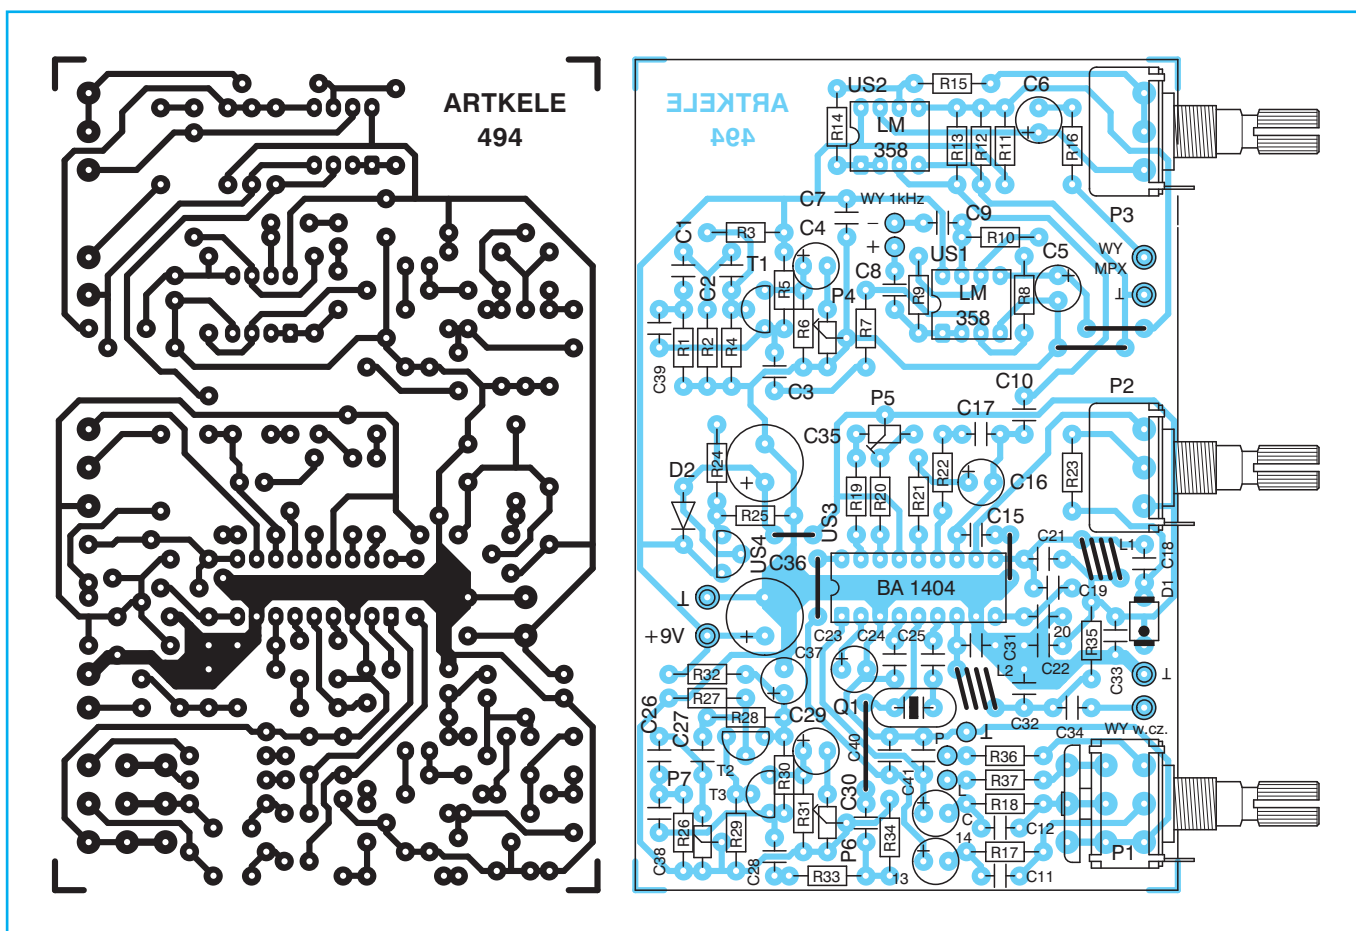 ARTKELE
494
ARTKELE
494
US2
R15
C6
LM
358
R14
R13
R12
R11
R16
P3
C7
WY 1kHz
−
+
C9
US1
R10
C5
WY
MPX
⊥
C1
R3
C4
T1
C2
R5
P4
C8
R9
LM
358
R8
R6
R7
R1
R2
R4
C39
C3
C10
P2
P5
C17
C35
R24
D2
R19
R20
R21
R22
C16
R23
R25
US3
C15
US4
C36
BA 1404
C21
L1
C18
C19
D1
⊥
+9V
C23
C24
C25
C31
20
R35
C22
C33
C37
R32
R27
R28
C29
Q1
L2
C32
C34
⊥
WY w.cz.
C26
C27
T2
T3
R30
C40
C41
P
⊥
R36
R37
L
R18
P7
C30
R31
C
C12
R26
R29
P6
R34
14
R17
P1
C38
C28
R33
13
C11